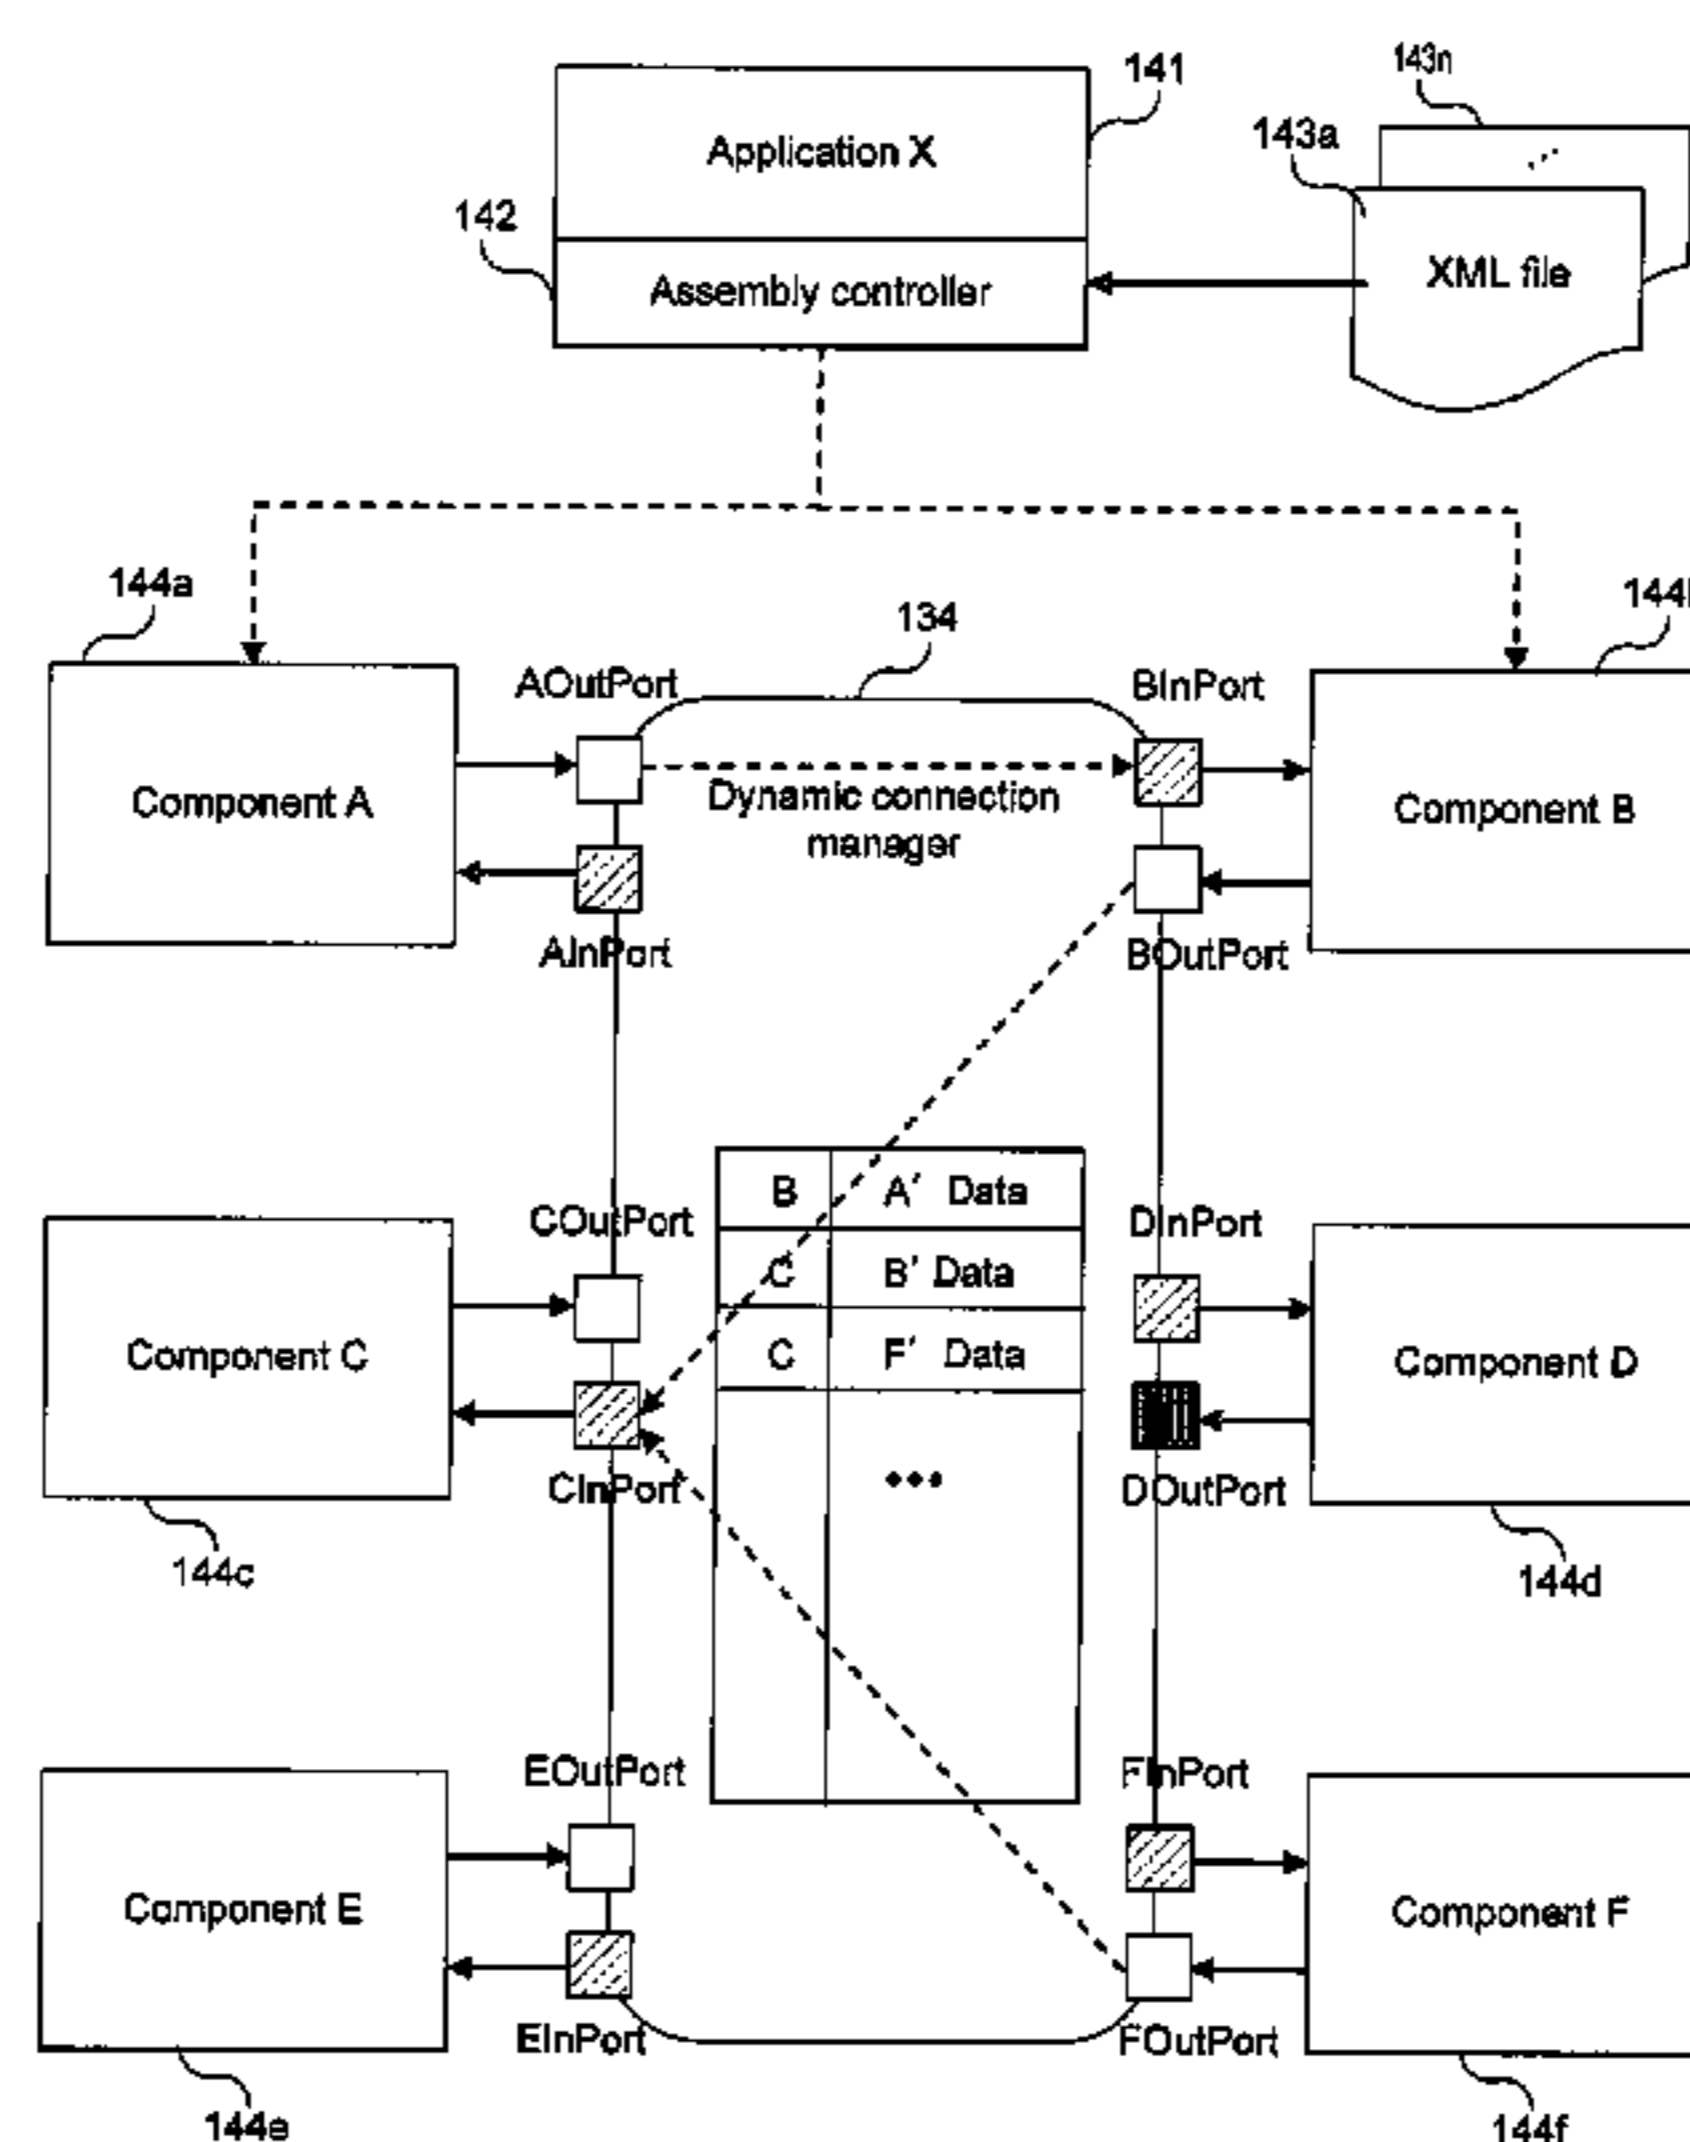 143n
141
143a
Application X
142
XML file
Assembly controller
144a
134
144
AOutPort
BInPort
Component A
Dynamic connection
manager
Component B
AInPort
BOutPort
B A' Data
COutPort
DInPort
C B' Data
Component C
C F' Data
Component D
CInPort
•••
DOutPort
144c
144d
EOutPort
FInPort
Component E
Component F
EInPort
FOutPort
144e
144f